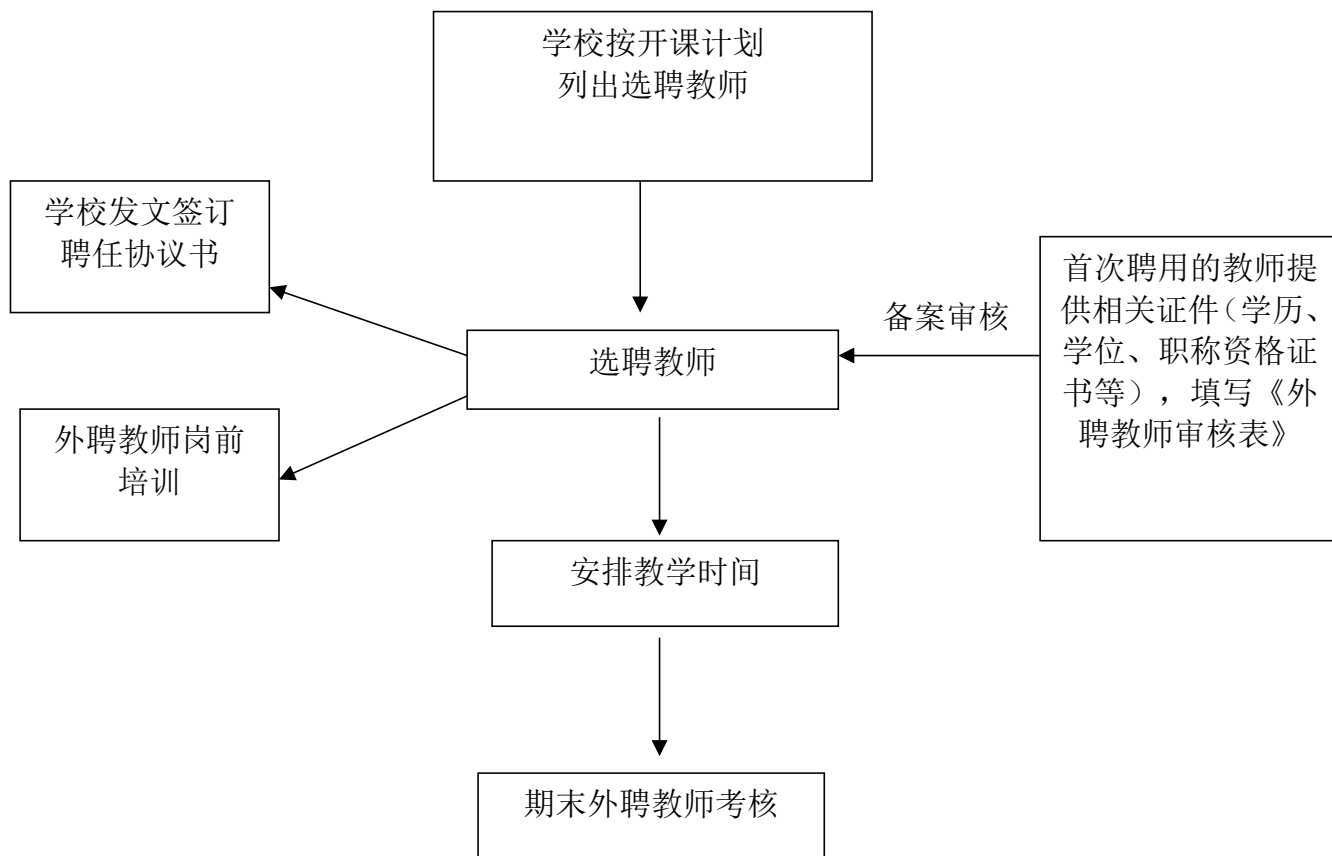 学校按开课计划
列出选聘教师
学校发文签订
聘任协议书
首次聘用的教师提
供相关证件（学历、
学位、职称资格证
书等），填写《外
聘教师审核表》
备案审核
选聘教师
外聘教师岗前
培训
安排教学时间
期末外聘教师考核